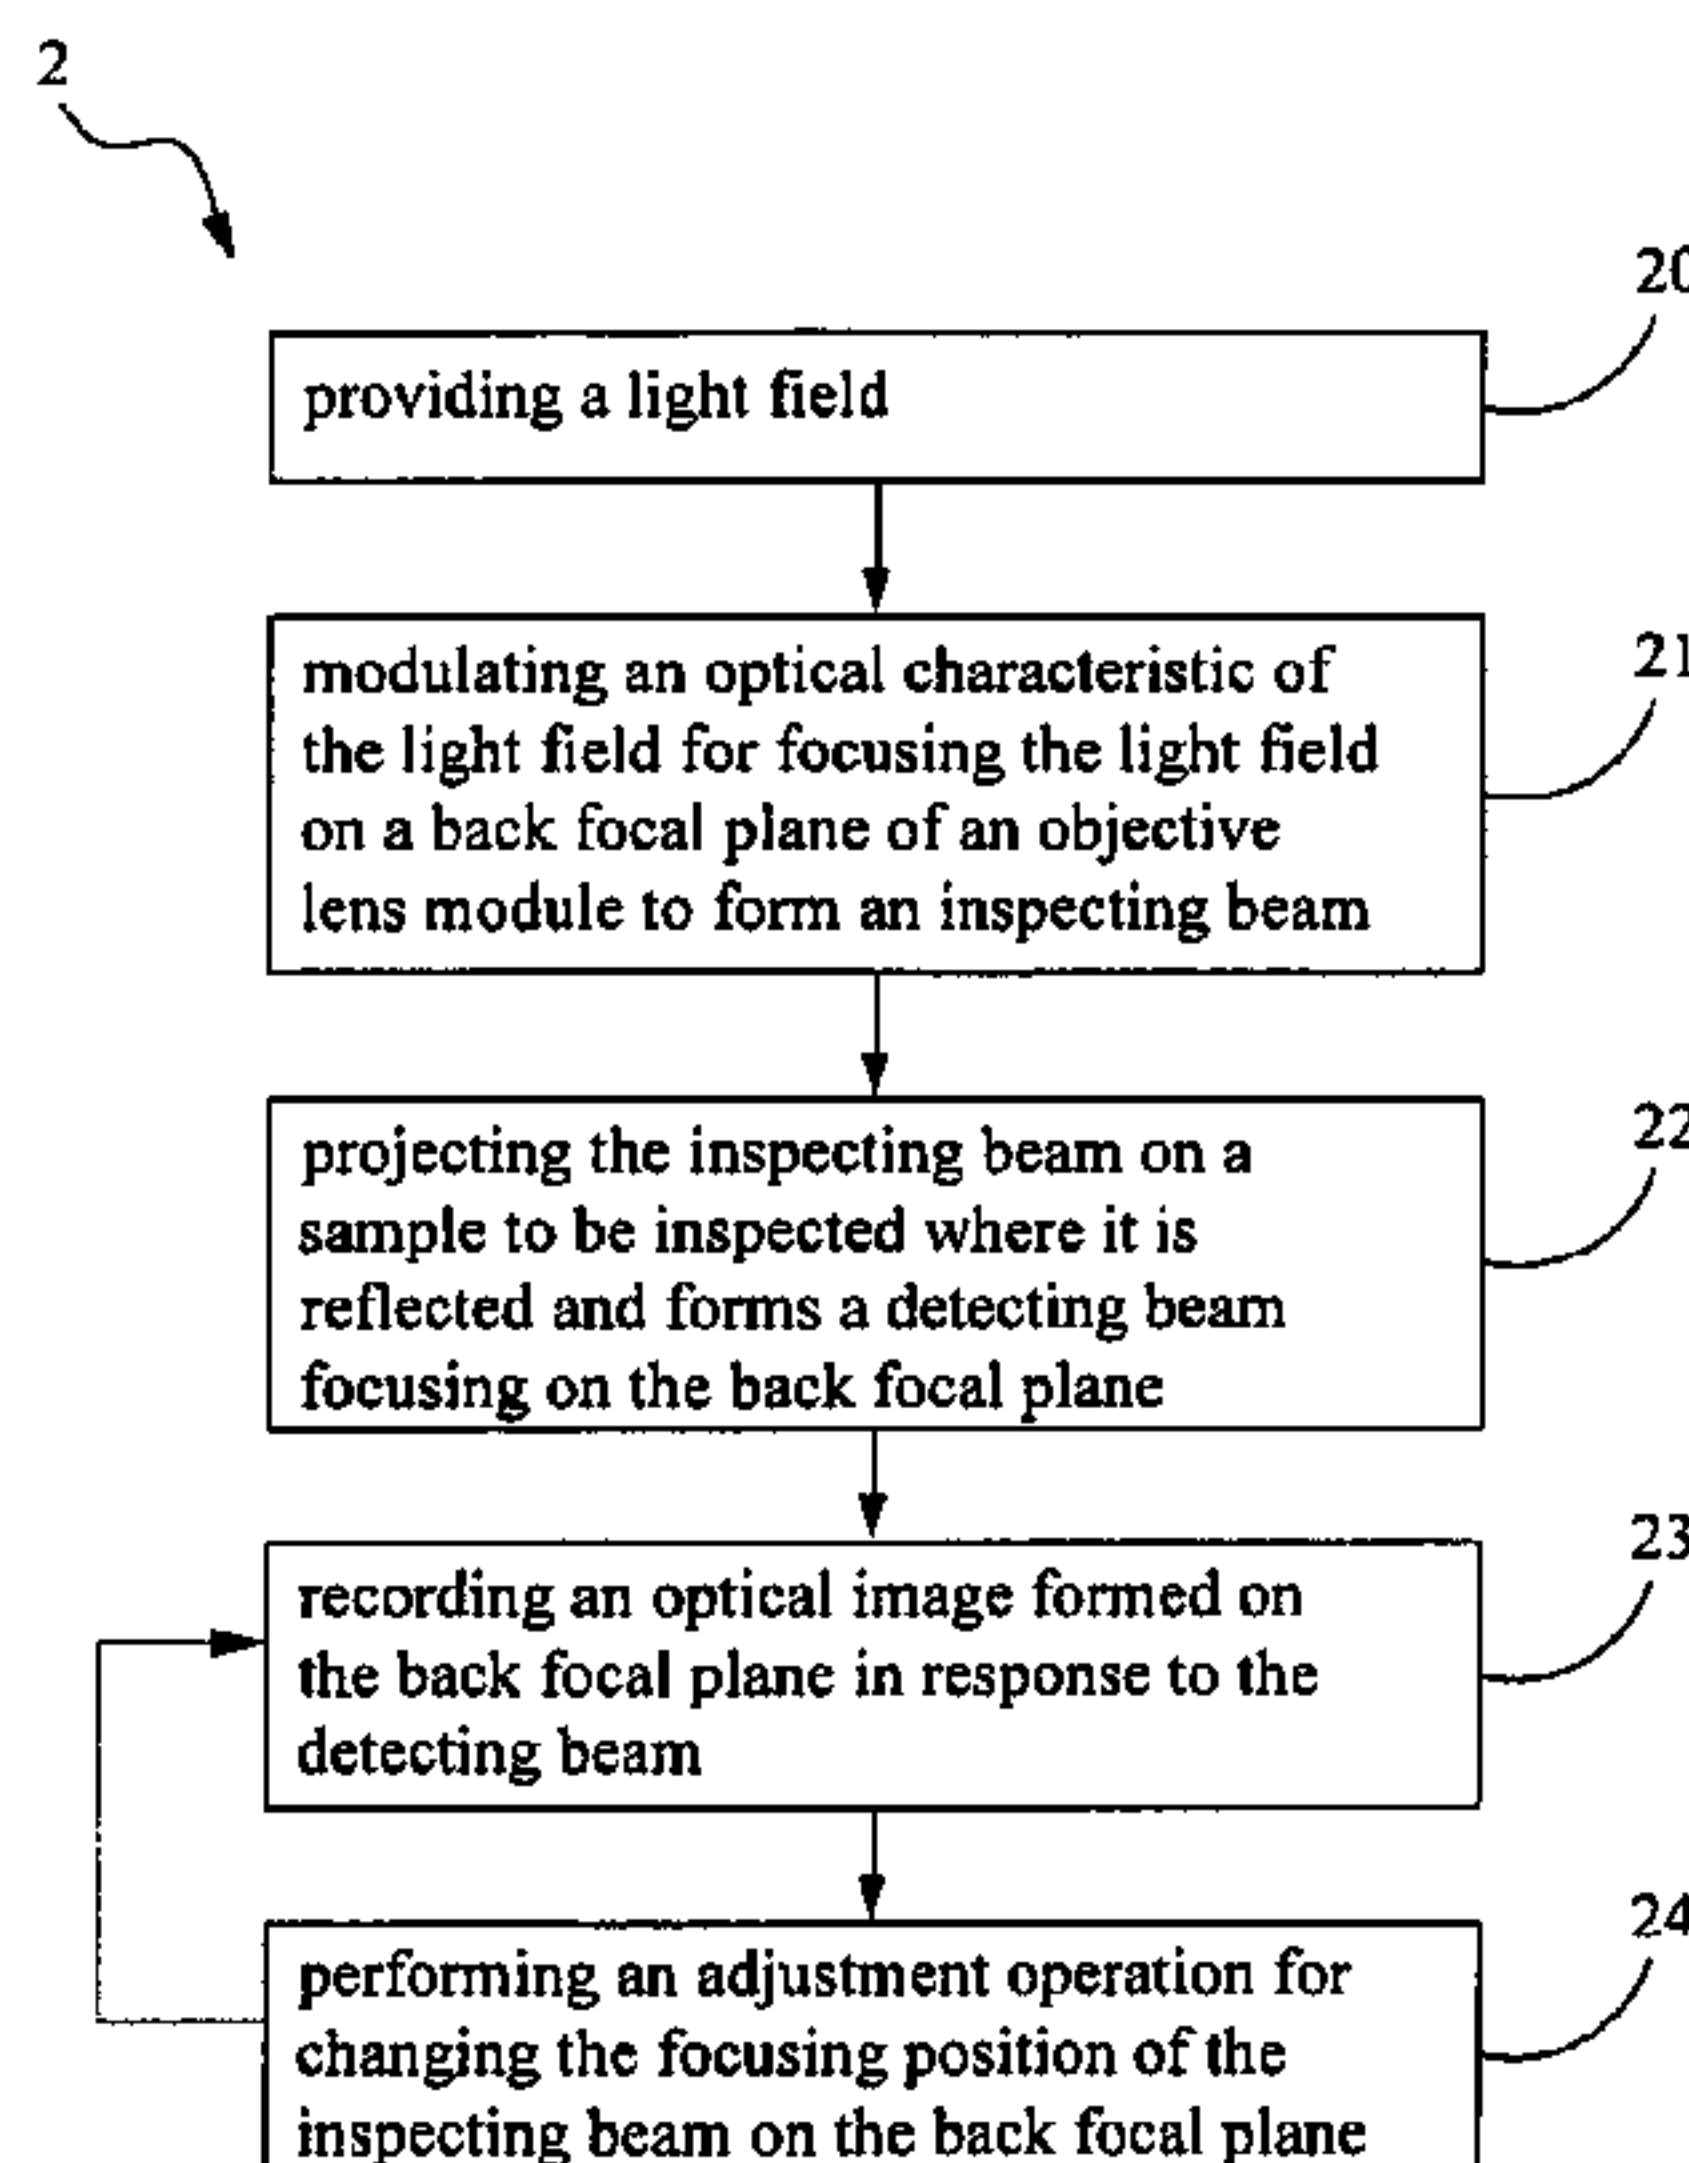 2
20
providing a light field
21
modulating an optical characteristic of
the light field for focusing the light field
on a back focal plane of an objective
lens module to form an inspecting beam
22
projecting the inspecting beam on a
sample to be inspected where it is
reflected and forms a detecting beam
focusing on the back focal plane
23
recording an optical image formed on
the back focal plane in response to the
detecting beam
24
performing an adjustment operation for
changing the focusing position of the
inspecting beam on the back focal plane